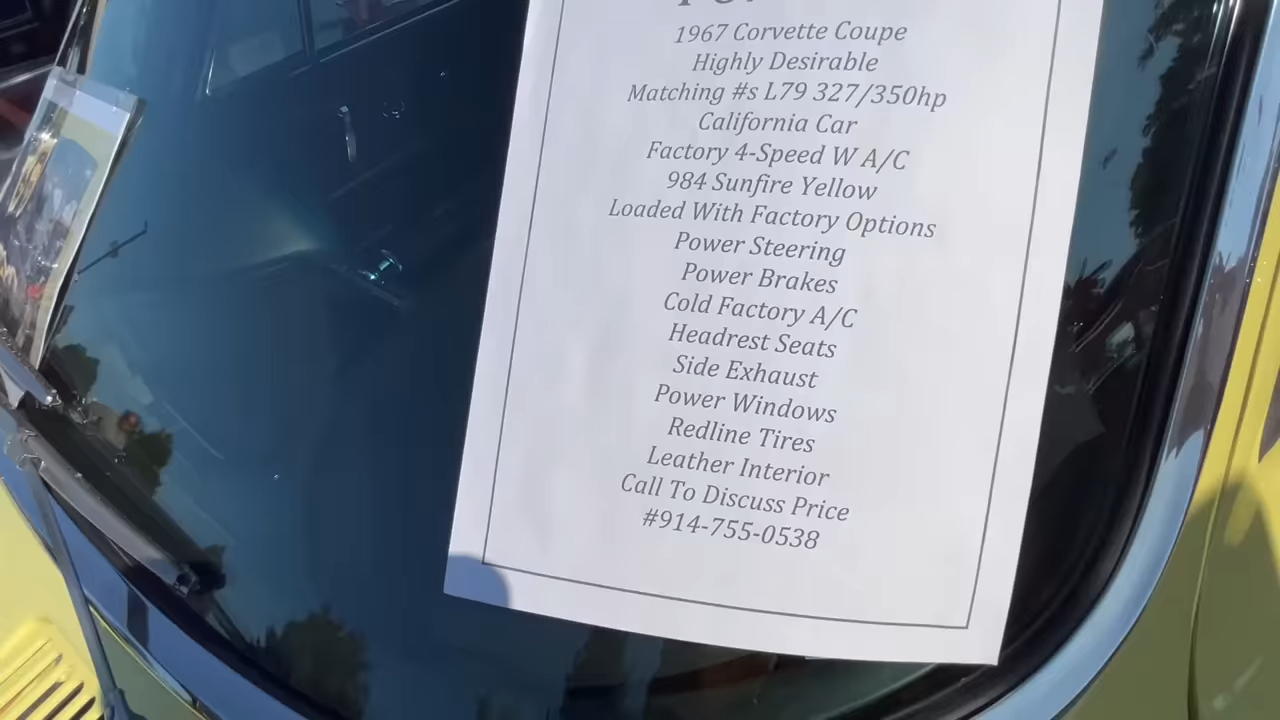 1967 Corvette Coupe
Highly Desirable
Matching #s L79 327/350hp
California Car
Factory 4-Speed W A/C
984 Sunfire Yellow
Loaded With Factory Options
Power Steering
Power Brakes
Cold Factory A/C
Headrest Seats
Side Exhaust
Power Windows
Redline Tires
Leather Interior
Call To Discuss Price
#914-755-0538